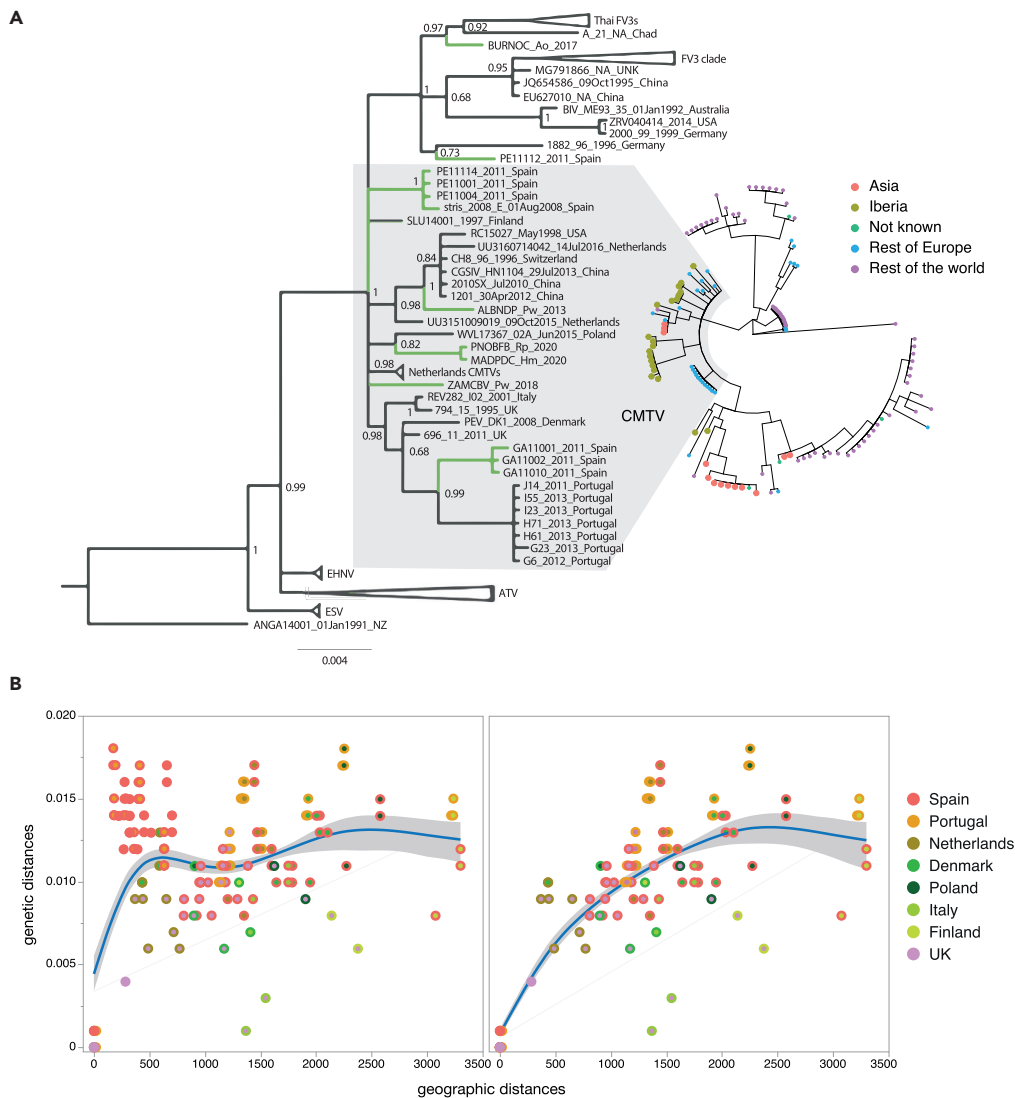 A
Thai FV3s
0.97
0.92
A_21_NA_Chad
BURNOC_Ao_2017
FV3 clade
0.95
MG791866_NA_UNK
JQ654586_09Oct1995_China
1
0.68
EU627010_NA_China
BIV_ME93_35_01Jan1992_Australia
1
ZRV040414_2014_USA
1
2000_99_1999_Germany
1882_96_1996_Germany
0.73
PE11112_2011_Spain
PE11114_2011_Spain
1
PE11001_2011_Spain
PE11004_2011_Spain
stris_2008_E_01Aug2008_Spain
SLU14001_1997_Finland
RC15027_May1998_USA
UU3160714042_14Jul2016_Netherlands
0.84
CH8_96_1996_Switzerland
CGSIV_HN1104_29Jul2013_China
1
2010SX_Jul2010_China
1
1201_30Apr2012_China
0.98
ALBNDP_Pw_2013
UU3151009019_09Oct2015_Netherlands
WVL17367_02A_Jun2015_Poland
0.82
PNOBFB_Rp_2020
MADPDC_Hm_2020
0.98
Netherlands CMTVs
ZAMCBV_Pw_2018
REV282_I02_2001_Italy
1
794_15_1995_UK
PEV_DK1_2008_Denmark
0.98
696_11_2011_UK
0.68
GA11001_2011_Spain
GA11002_2011_Spain
GA11010_2011_Spain
0.99
J14_2011_Portugal
I55_2013_Portugal
I23_2013_Portugal
H71_2013_Portugal
H61_2013_Portugal
G23_2013_Portugal
G6_2012_Portugal
0.99
1
EHNV
ATV
ESV
ANGA14001_01Jan1991_NZ
0.004
CMTV
Asia
Iberia
Not known
Rest of Europe
Rest of the world
B
0.020
0.015
0.010
0.005
0
genetic distances
0 500 1000 1500 2000 2500 3000 3500
0 500 1000 1500 2000 2500 3000 3500
geographic distances
Spain
Portugal
Netherlands
Denmark
Poland
Italy
Finland
UK